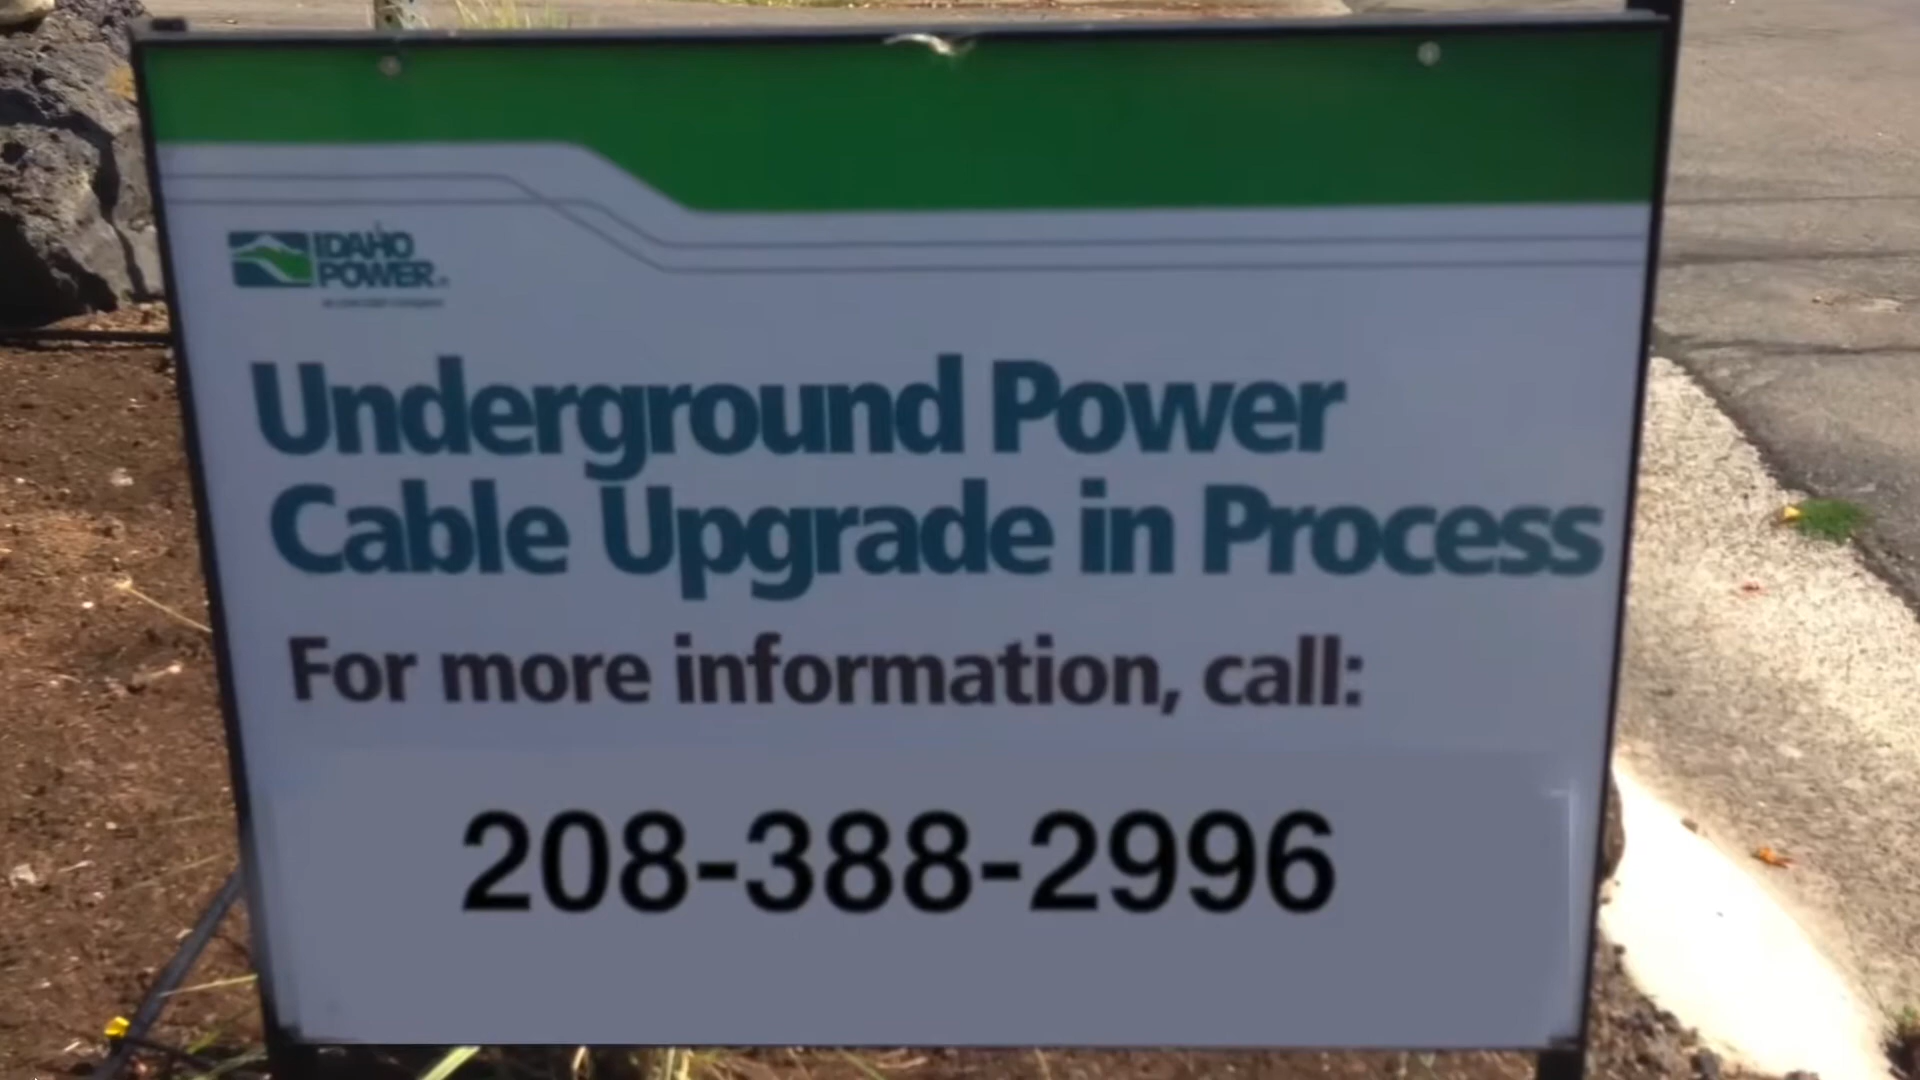 IDAHO
POWER
Underground Power
Cable Upgrade in Process
For more information, call:
208-388-2996